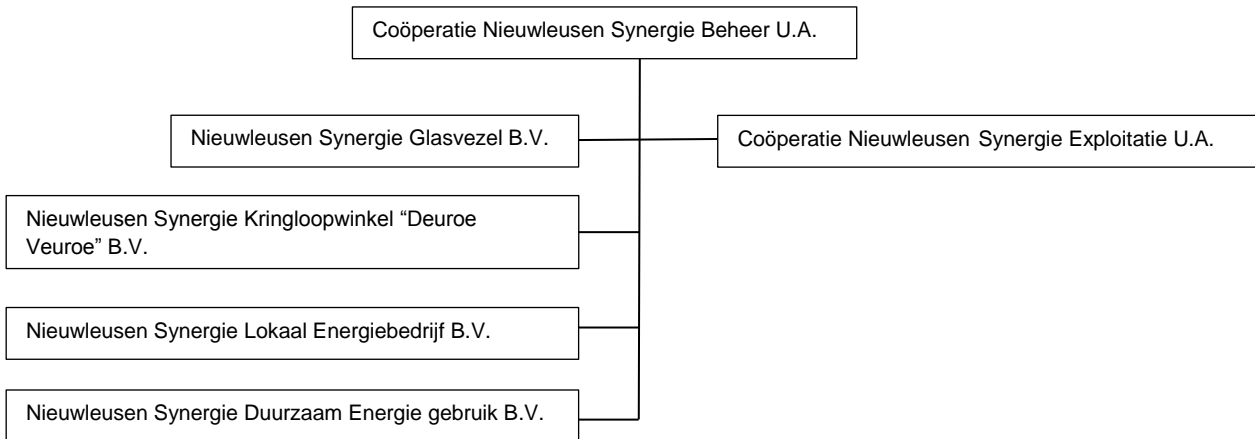 Coöperatie Nieuwleusen Synergie Beheer U.A.
Nieuwleusen Synergie Glasvezel B.V.
Coöperatie Nieuwleusen Synergie Exploitatie U.A.
Nieuwleusen Synergie Kringloopwinkel “Deuroe
Veuroe” B.V.
Nieuwleusen Synergie Lokaal Energiebedrijf B.V.
Nieuwleusen Synergie Duurzaam Energie gebruik B.V.